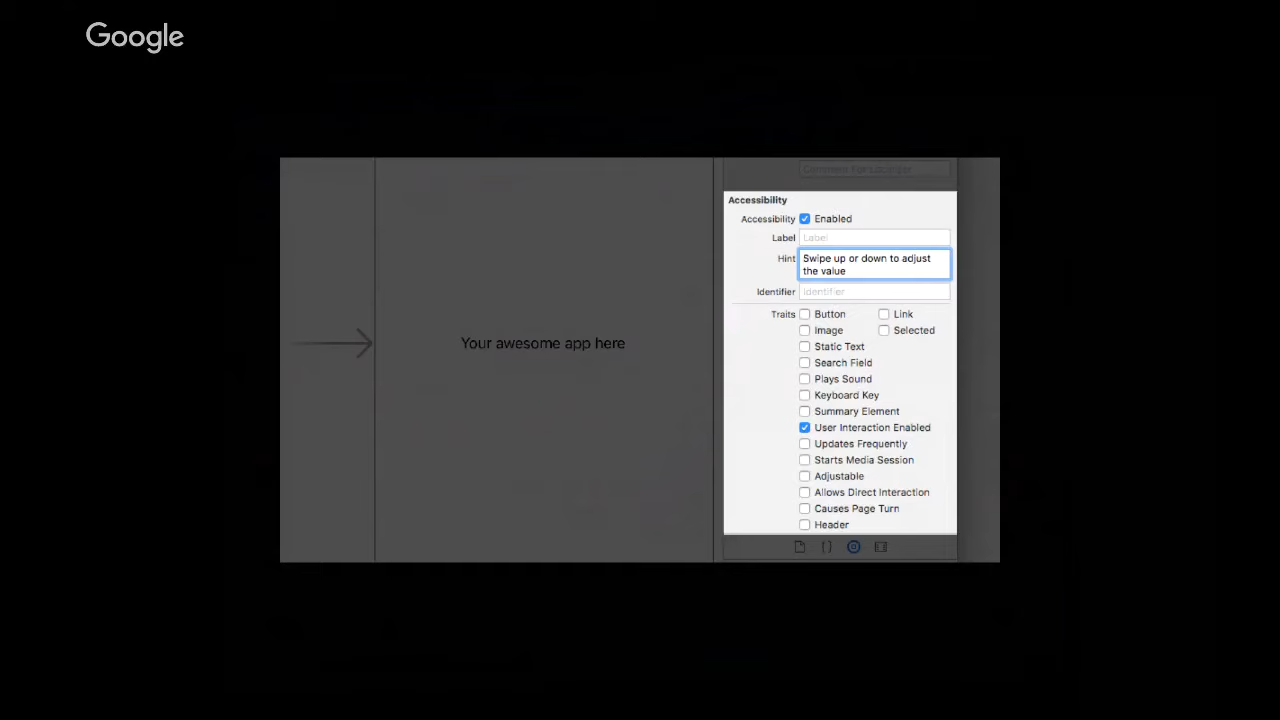 Google
Accessibility
Accessibility Enabled
Label Label
Hint Swipe up or down to adjust
the value
Identifier Identifier
Traits Button Link
Image Selected
Static Text
Search Field
Plays Sound
Keyboard Key
Summary Element
User Interaction Enabled
Updates Frequently
Starts Media Session
Adjustable
Allows Direct Interaction
Causes Page Turn
Header
Your awesome app here